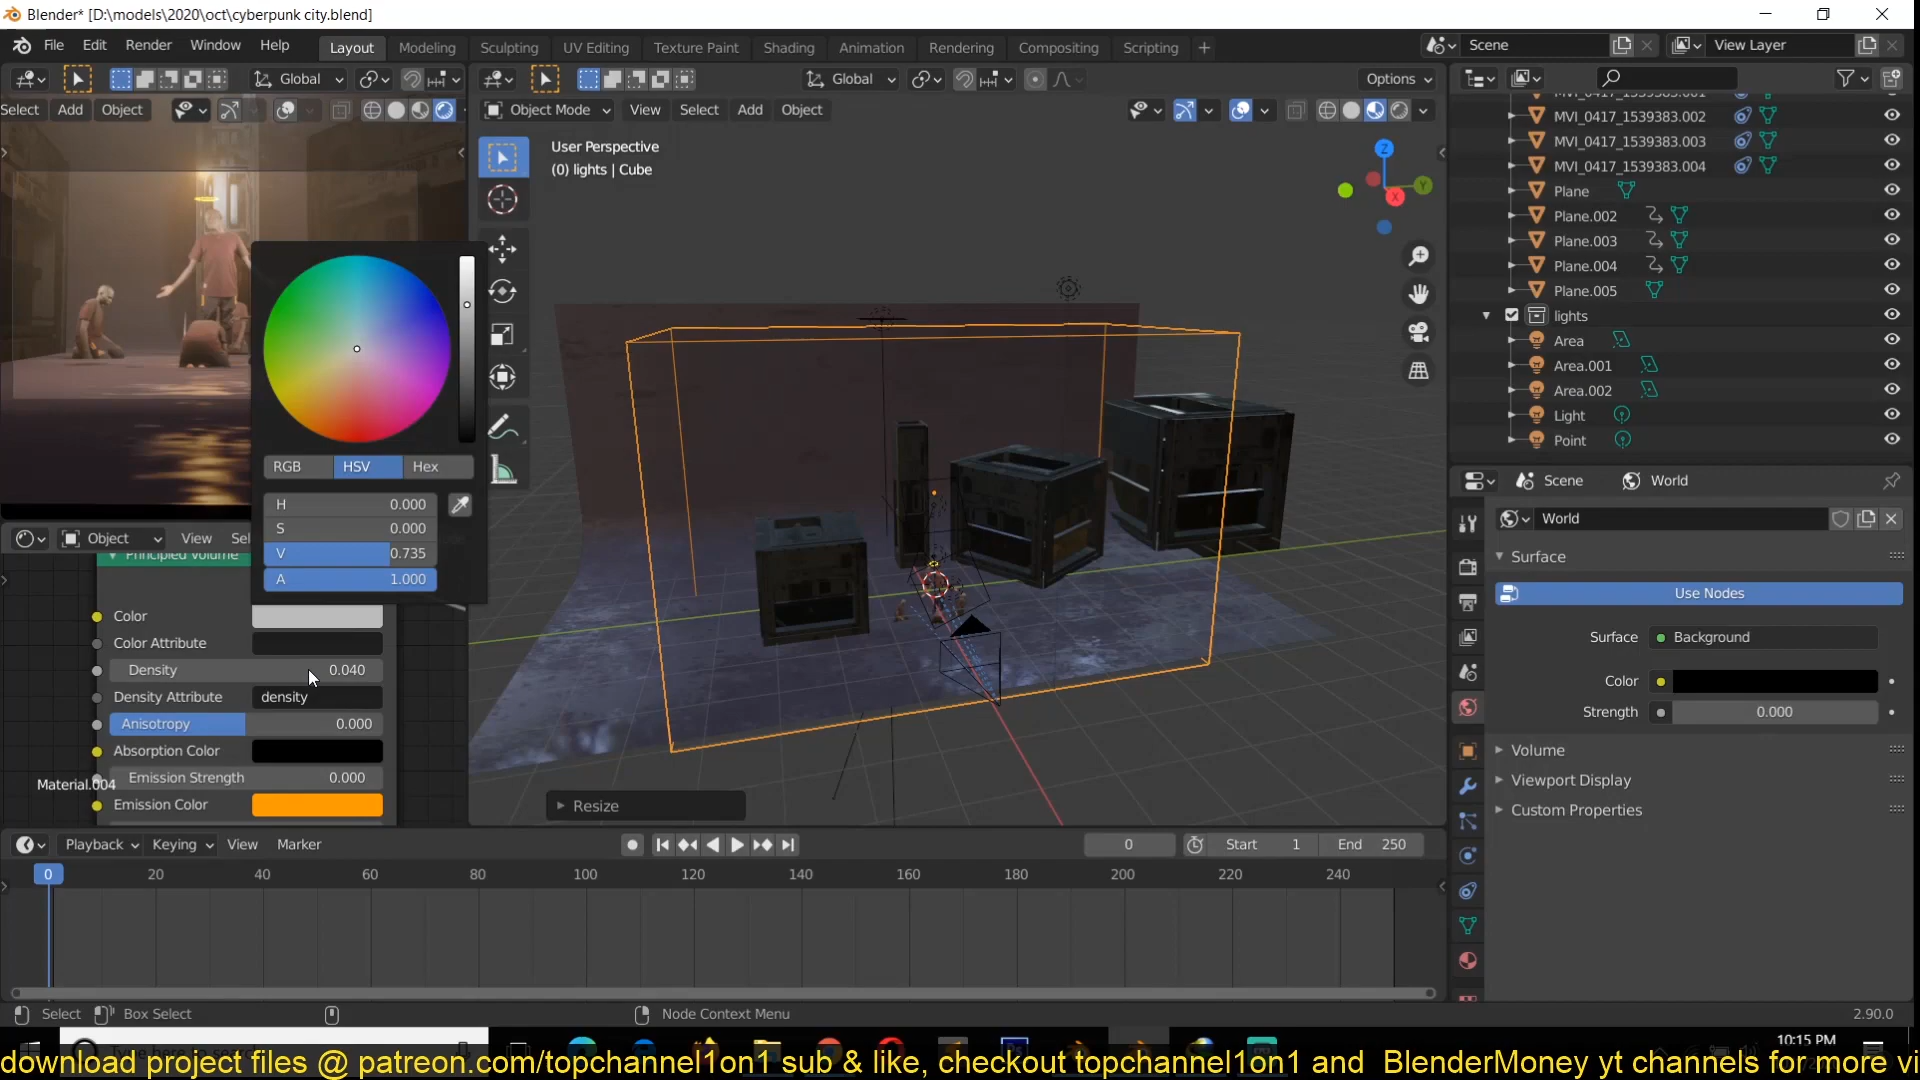 Blender* [D:\models\2020\oct\cyberpunk city.blend]
File Edit Render Window Help Layout Modeling Sculpting UV Editing Texture Paint Shading Animation Rendering Compositing Scripting + Scene View Layer
Global Global Options
Select Add Object Object Mode View Select Add Object
User Perspective
(0) lights | Cube
Z
Y
X
MVI_0417_1539383.001
MVI_0417_1539383.002
MVI_0417_1539383.003
MVI_0417_1539383.004
Plane
Plane.002
Plane.003
Plane.004
Plane.005
lights
Area
Area.001
Area.002
Light
Point
RGB HSV Hex
H 0.000
S 0.000
V 0.735
A 1.000
Object View Sel
Principled Volume
Color
Color Attribute
Density 0.040
Density Attribute density
Anisotropy 0.000
Absorption Color
Emission Strength 0.000
Material.004
Emission Color
Resize
Scene World
World
Surface
Use Nodes
Surface Background
Color
Strength 0.000
Volume
Viewport Display
Custom Properties
Playback Keying View Marker 0 Start 1 End 250
0 20 40 60 80 100 120 140 160 180 200 220 240
Select Box Select Node Context Menu 2.90.0
10:15 PM
download project files @ patreon.com/topchannel1on1 sub & like, checkout topchannel1on1 and BlenderMoney yt channels for more vi